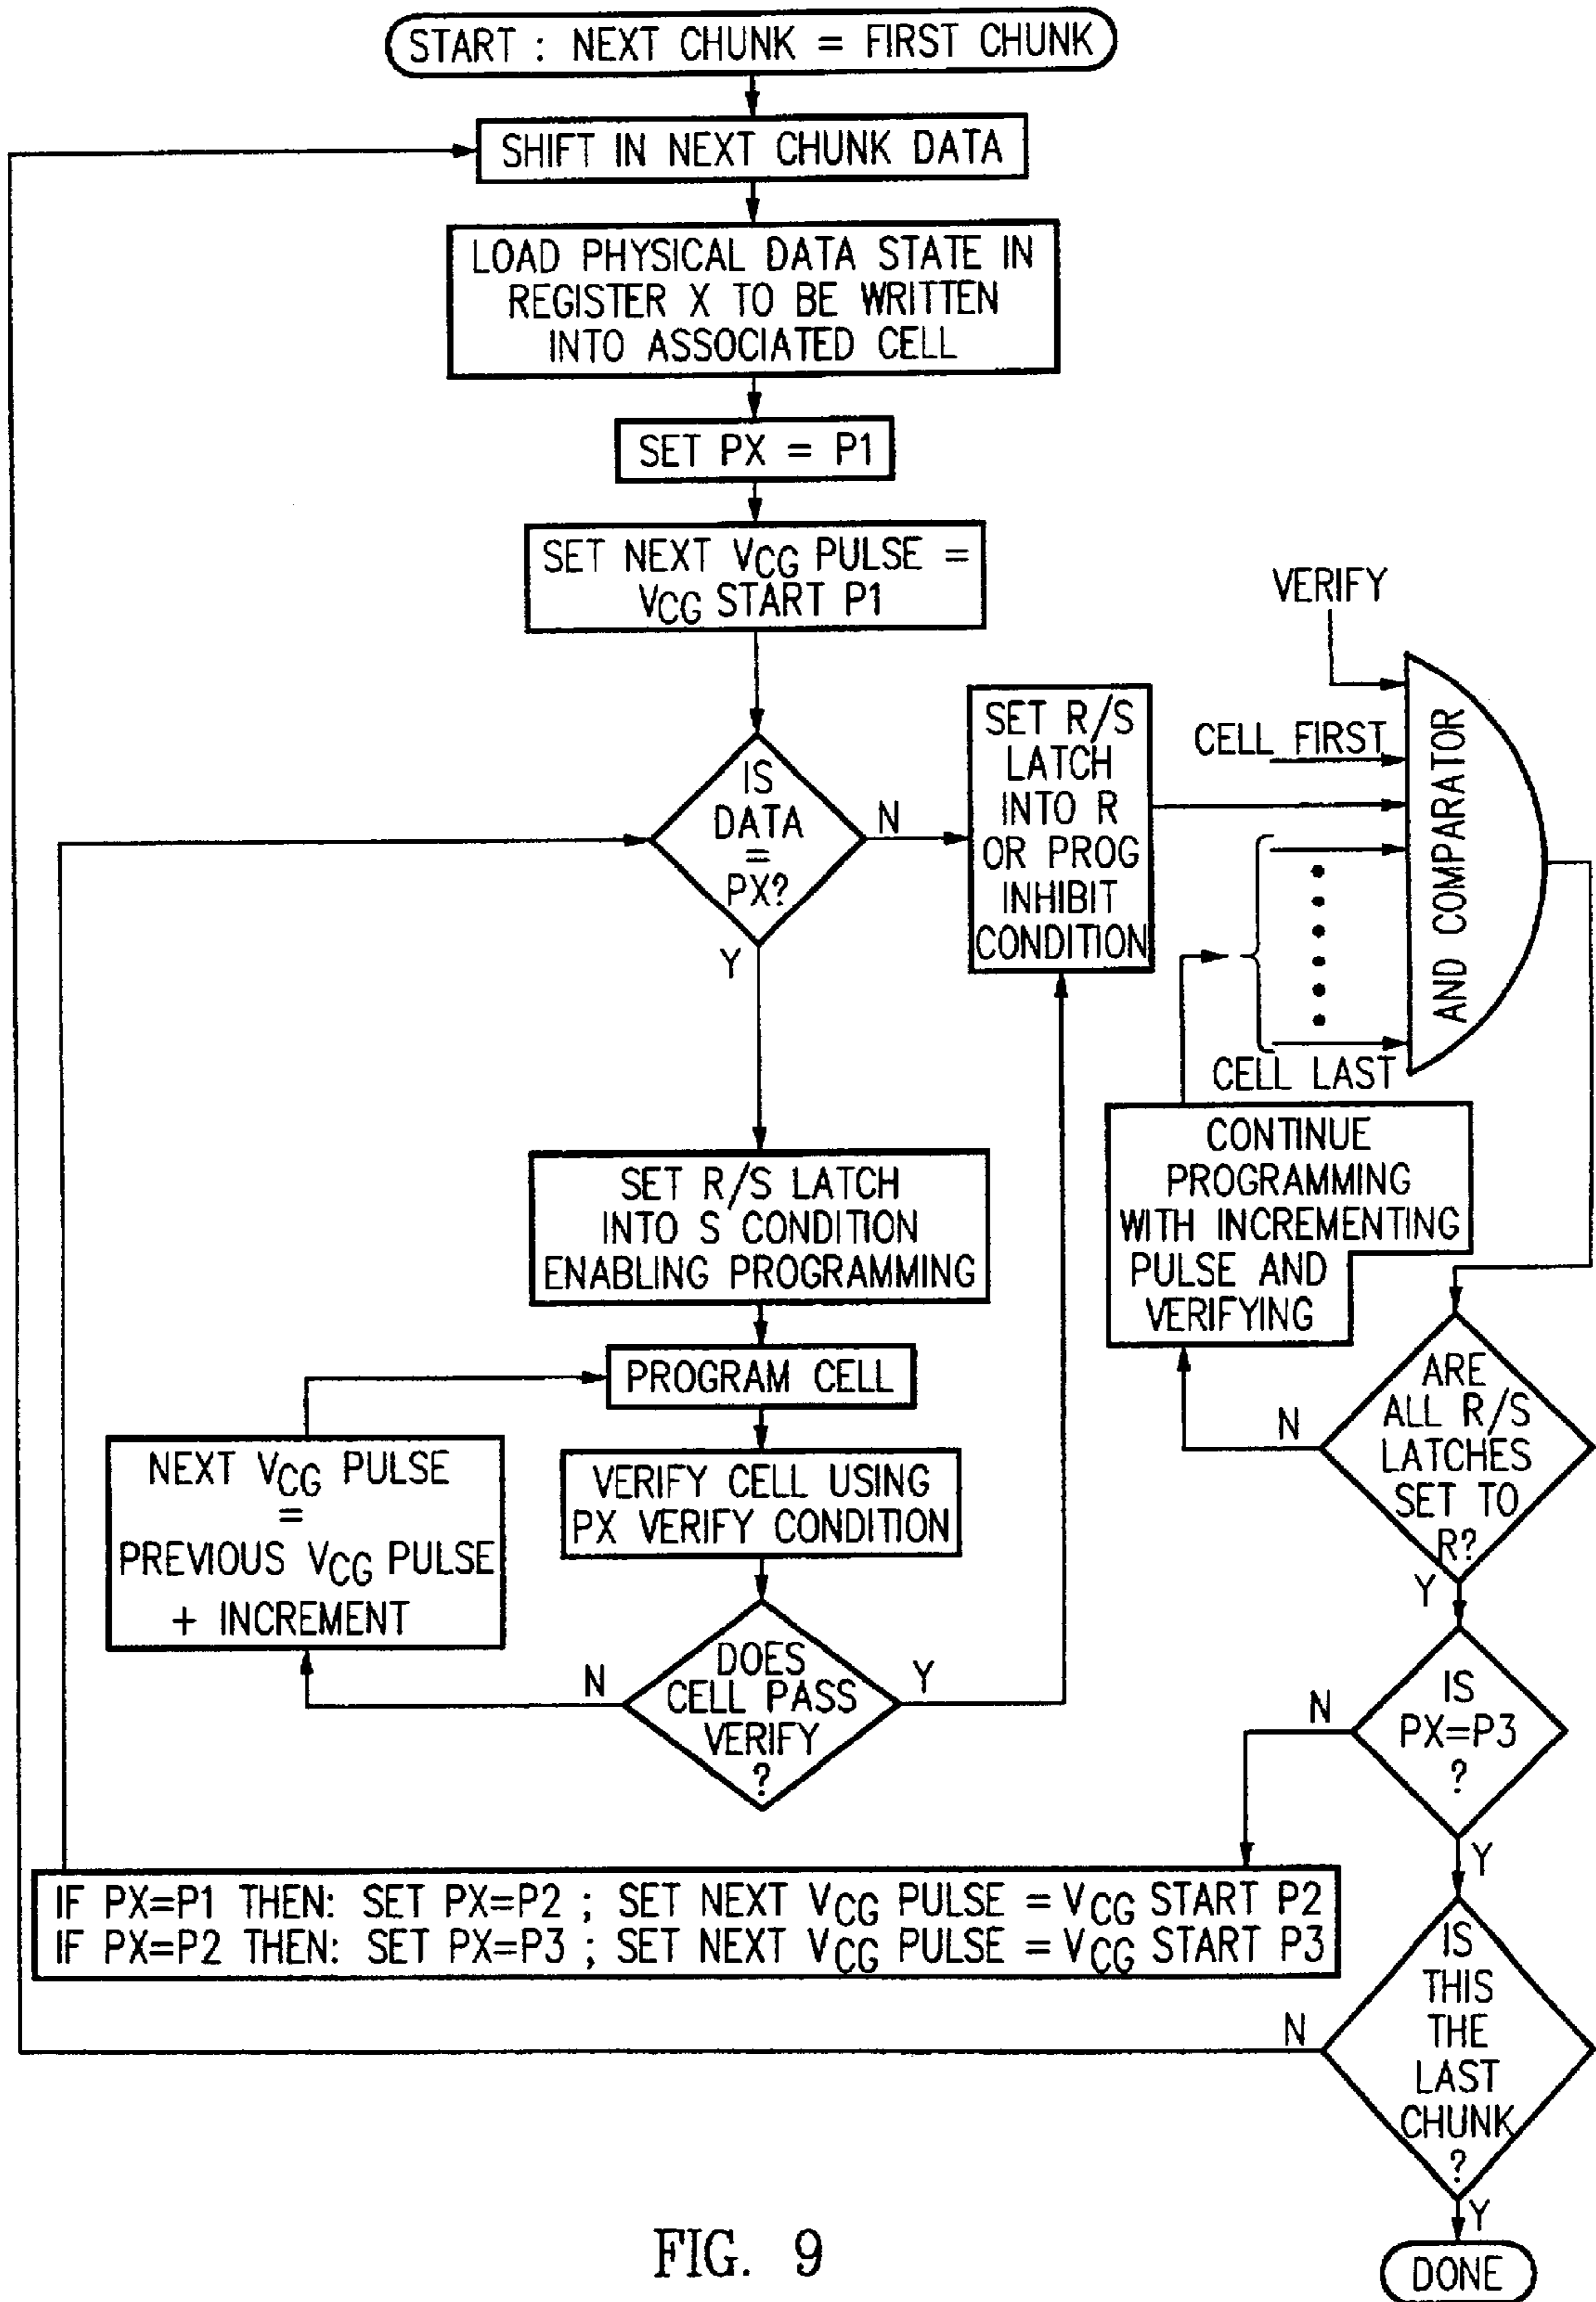 START : NEXT CHUNK = FIRST CHUNK
SHIFT IN NEXT CHUNK DATA
LOAD PHYSICAL DATA STATE IN
REGISTER X TO BE WRITTEN
INTO ASSOCIATED CELL
SET PX = P1
SET NEXT VCG PULSE =
VCG START P1
VERIFY
CELL FIRST
AND COMPARATOR
CELL LAST
IS
DATA
=
PX?
N
Y
SET R/S
LATCH
INTO R
OR PROG
INHIBIT
CONDITION
CONTINUE
PROGRAMMING
WITH INCREMENTING
PULSE AND
VERIFYING
SET R/S LATCH
INTO S CONDITION
ENABLING PROGRAMMING
PROGRAM CELL
VERIFY CELL USING
PX VERIFY CONDITION
NEXT VCG PULSE
=
PREVIOUS VCG PULSE
+ INCREMENT
DOES
CELL PASS
VERIFY
?
N
Y
ARE
ALL R/S
LATCHES
SET TO
R?
N
Y
IS
PX=P3
?
N
Y
IF PX=P1 THEN: SET PX=P2 ; SET NEXT VCG PULSE = VCG START P2
IF PX=P2 THEN: SET PX=P3 ; SET NEXT VCG PULSE = VCG START P3
IS
THIS
THE
LAST
CHUNK
?
N
Y
DONE
FIG. 9